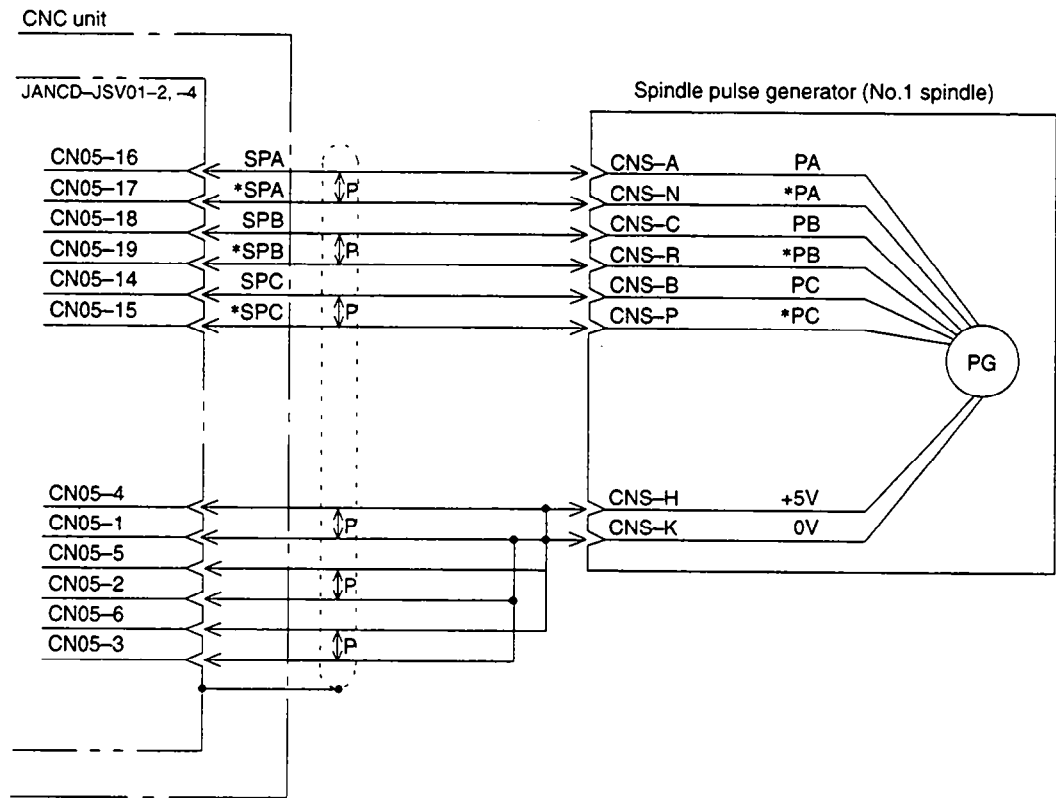 CNC unit
JANCD-JSV01-2, -4
Spindle pulse generator (No.1 spindle)
CN05-16 SPA CNS-A PA
P
CN05-17 *SPA CNS-N *PA
CN05-18 SPB CNS-C PB
P
CN05-19 *SPB CNS-R *PB
CN05-14 SPC CNS-B PC
P
CN05-15 *SPC CNS-P *PC
PG
CN05-4 CNS-H +5V
P
CN05-1 CNS-K 0V
CN05-5
P
CN05-2
CN05-6
P
CN05-3